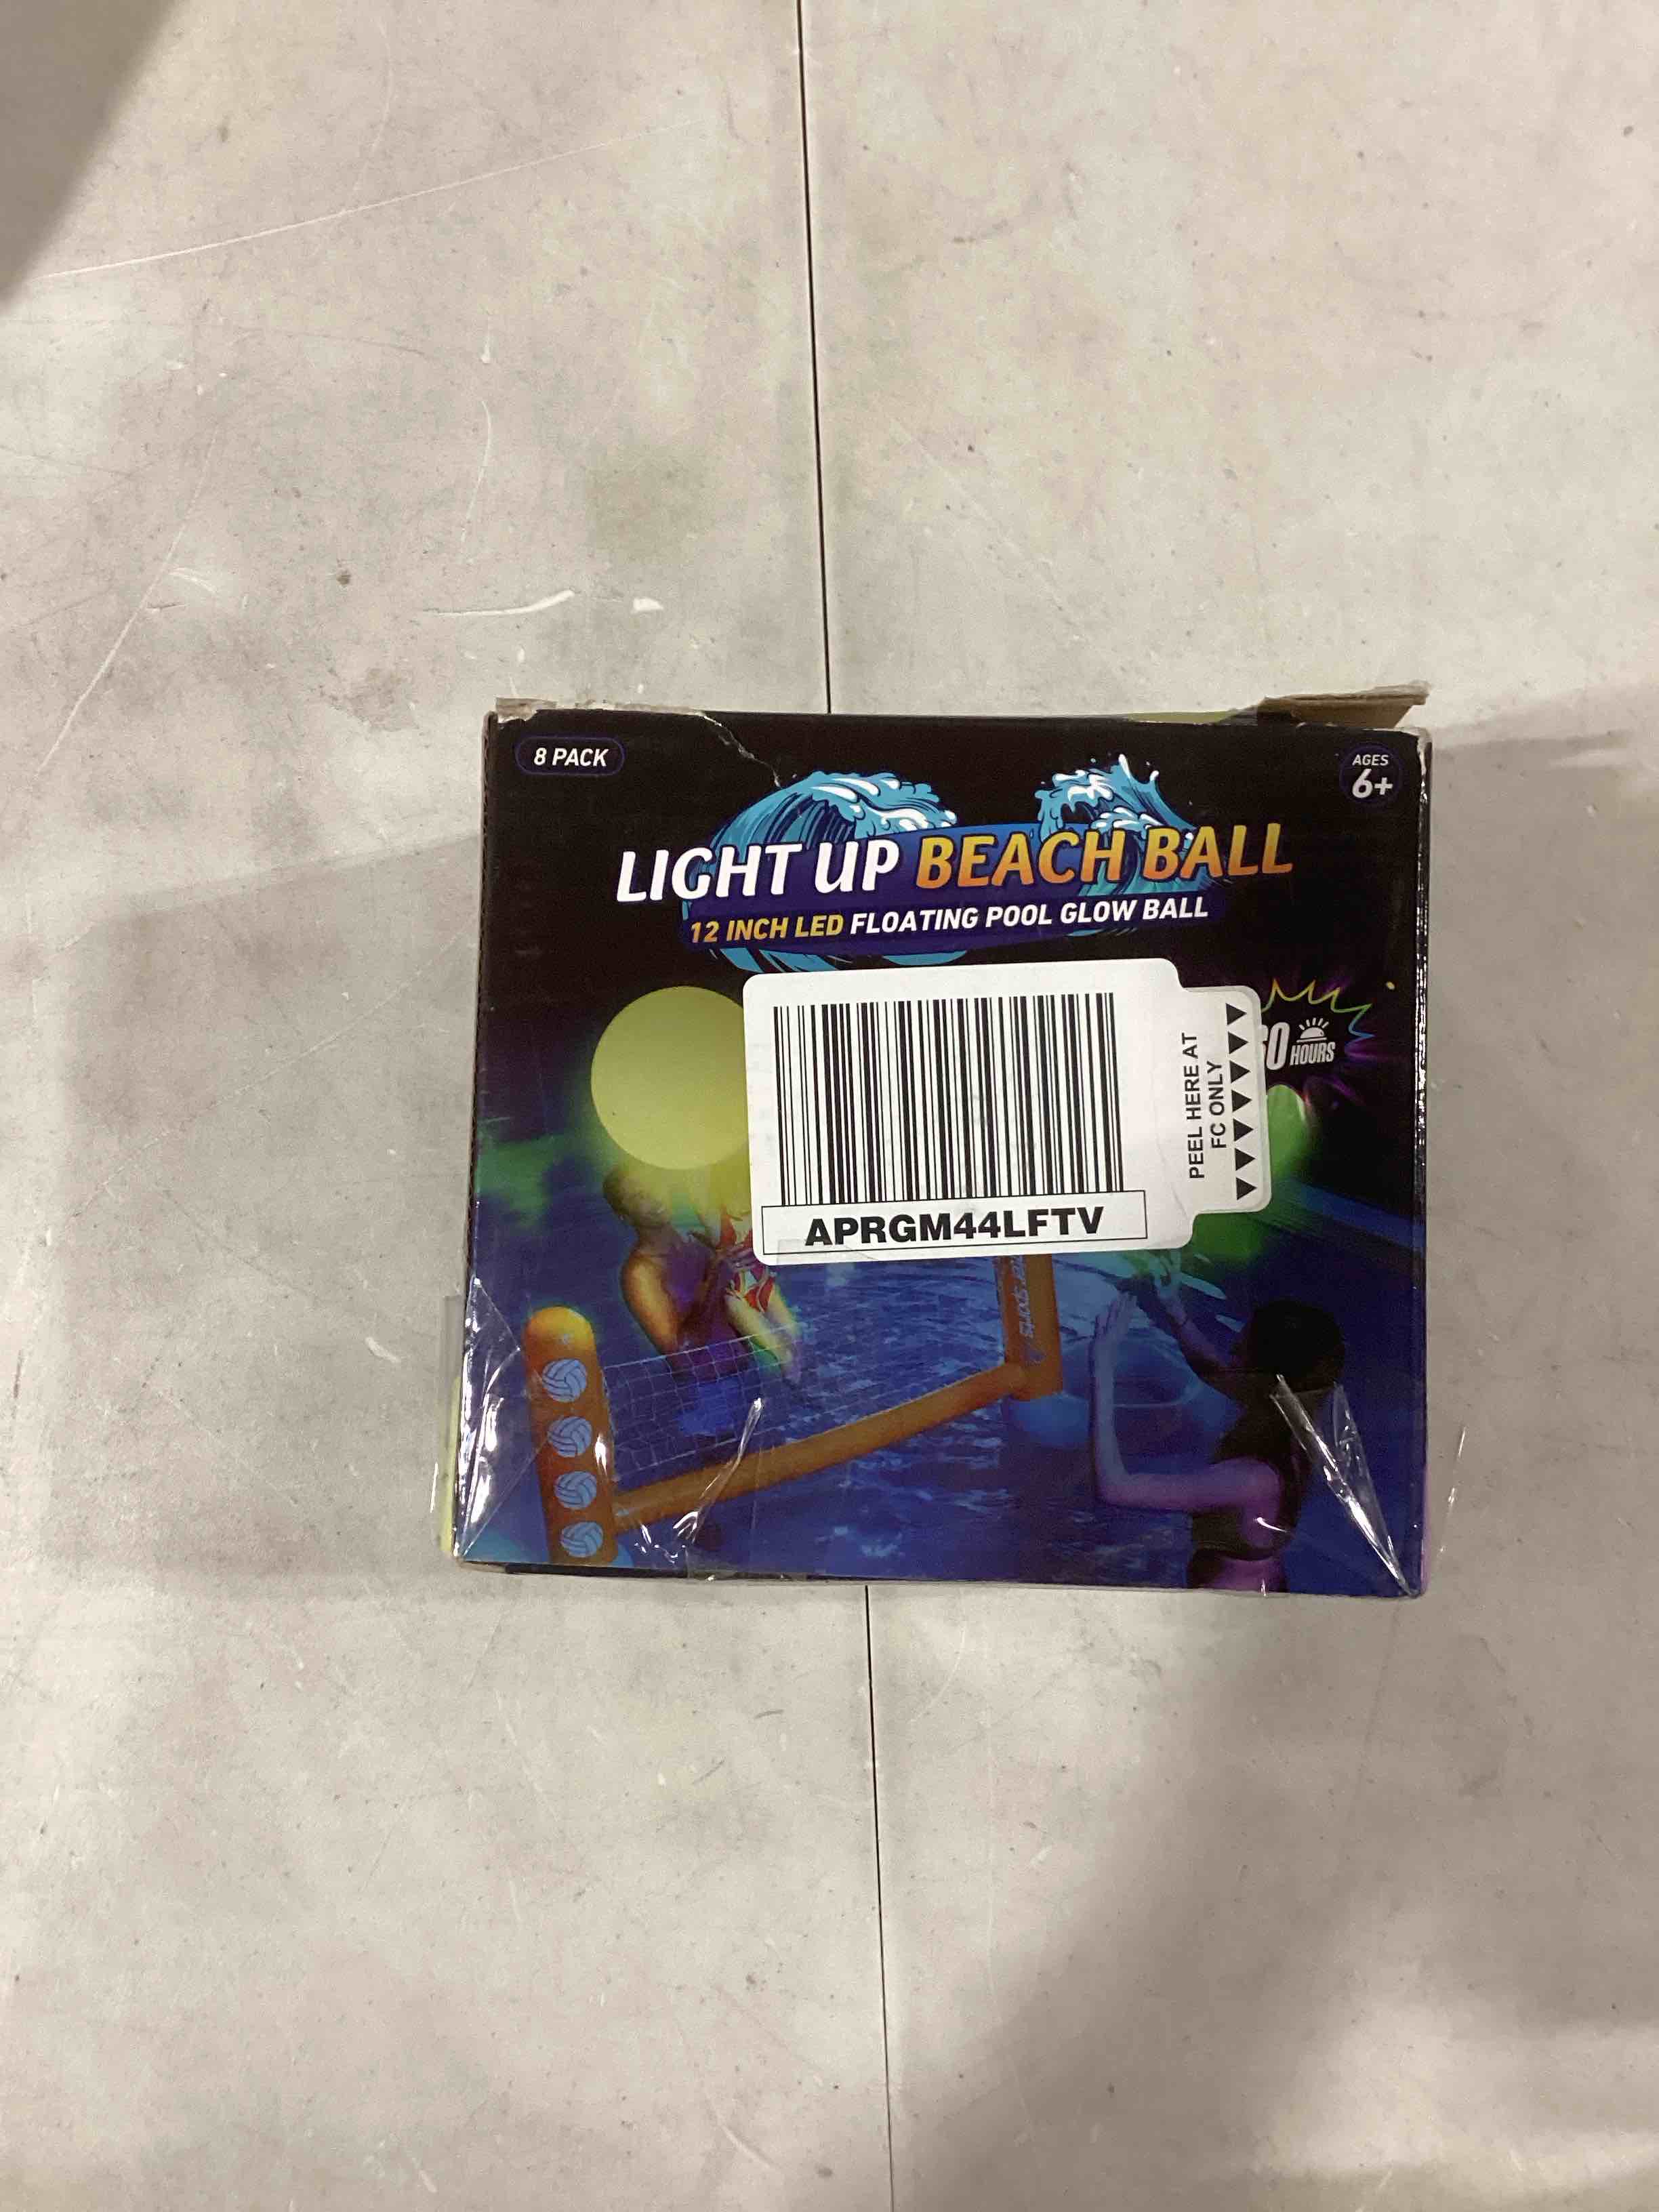 8 PACK
AGES
6+
LIGHT UP BEACH BALL
12 INCH LED FLOATING POOL GLOW BALL
HOURS
PEEL HERE AT
FC ONLY
APRGM44LFTV